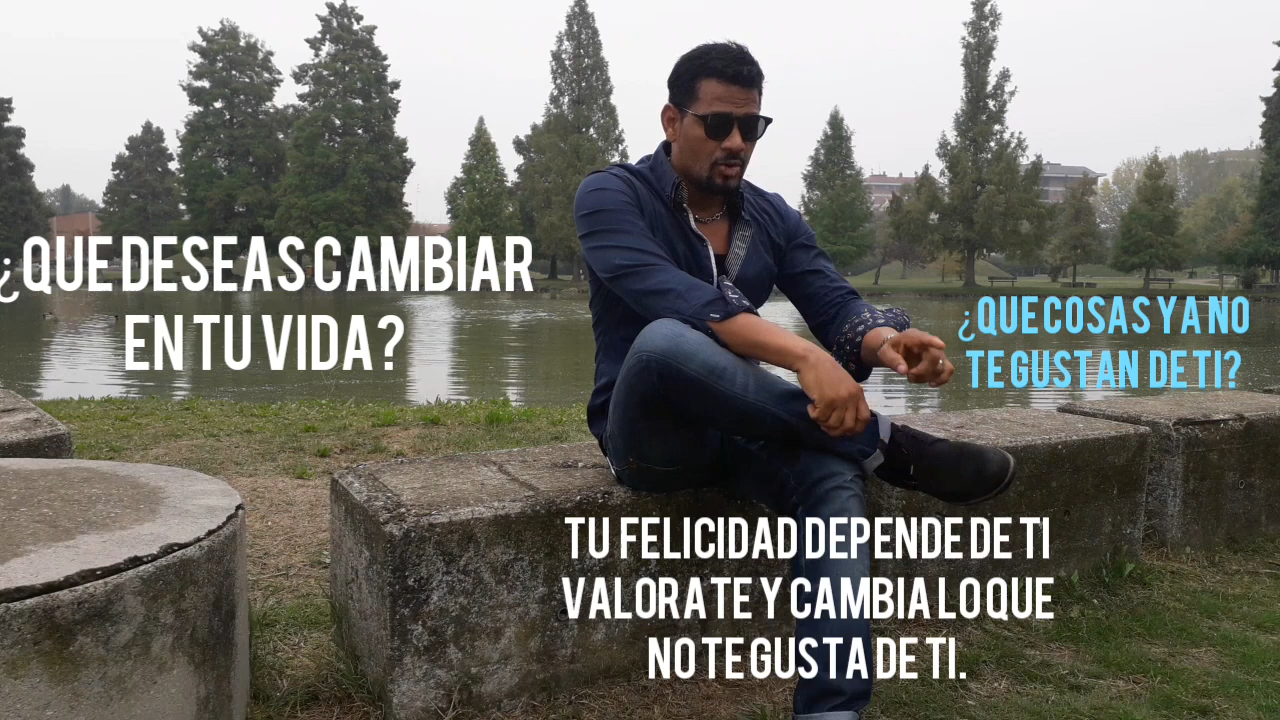 ¿QUE DESEAS CAMBIAR
EN TU VIDA?
¿QUE COSAS YA NO
TE GUSTAN DE TI?
TU FELICIDAD DEPENDE DE TI
VALORATE Y CAMBIA LO QUE
NO TE GUSTA DE TI.